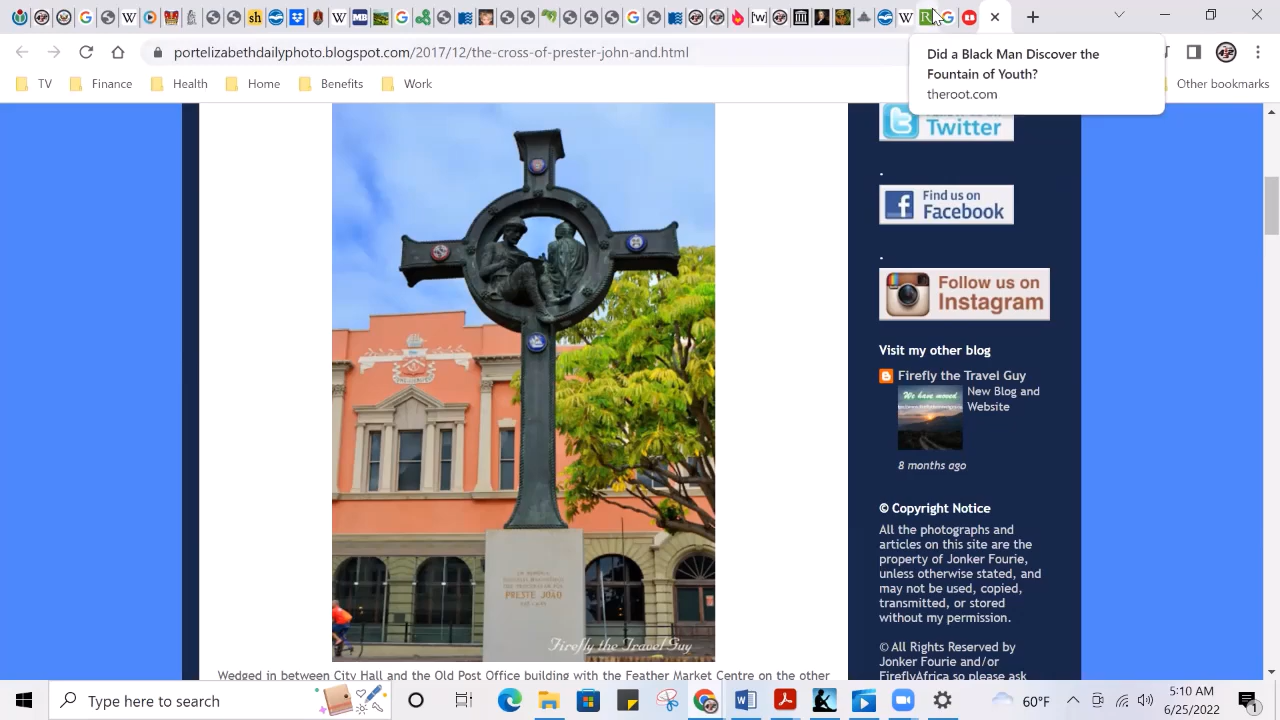 portelizabethdailyphoto.blogspot.com/2017/12/the-cross-of-prester-john-and.html
Did a Black Man Discover the
Fountain of Youth?
theroot.com
TV
Finance
Health
Home
Benefits
Work
Other bookmarks
Twitter
.
Find us on
Facebook
.
Follow us on
Instagram
Visit my other blog
Firefly the Travel Guy
We have moved
New Blog and
Website
8 months ago
© Copyright Notice
All the photographs and
articles on this site are the
property of Jonker Fourie,
unless otherwise stated, and
may not be used, copied,
transmitted, or stored
without my permission.
© All Rights Reserved by
Jonker Fourie and/or
FireflyAfrica so please ask
PRESTE JOÃO
Firefly the Travel Guy
Wedged in between City Hall and the Old Post Office building with the Feather Market Centre on the other
Type here to search
60°F
5:10 AM
6/25/2022